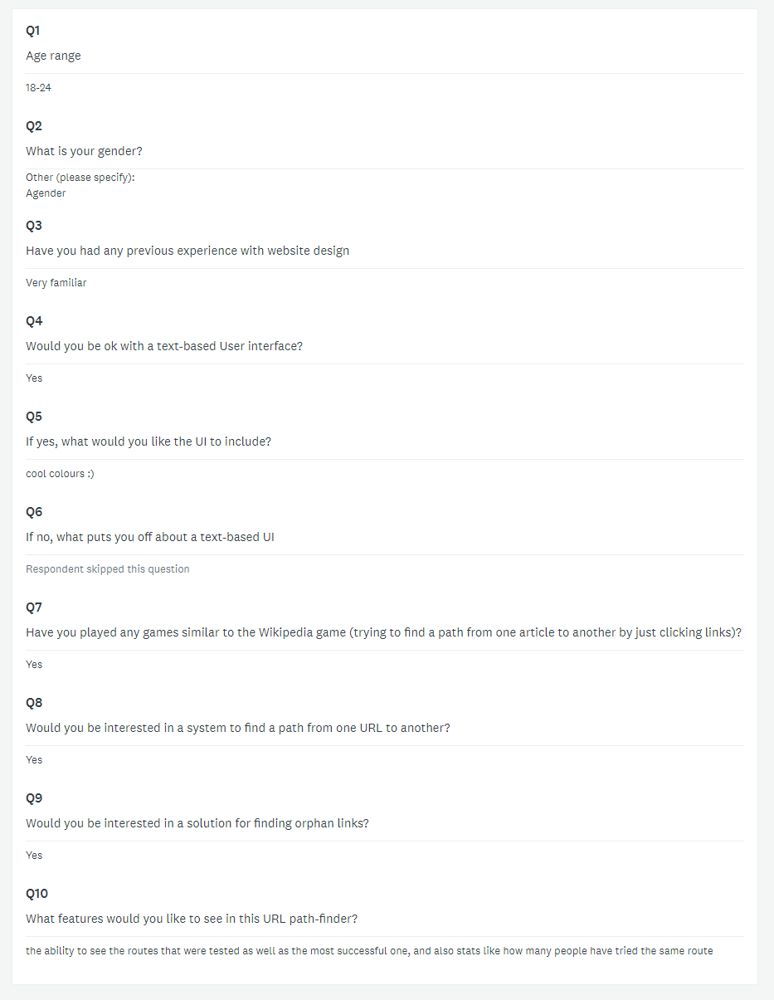 Q1
Age range
18-24
Q2
What is your gender?
Other (please specify):
Agender
Q3
Have you had any previous experience with website design
Very familiar
Q4
Would you be ok with a text-based User interface?
Yes
Q5
If yes, what would you like the UI to include?
cool colours :)
Q6
If no, what puts you off about a text-based UI
Respondent skipped this question
Q7
Have you played any games similar to the Wikipedia game (trying to find a path from one article to another by just clicking links)?
Yes
Q8
Would you be interested in a system to find a path from one URL to another?
Yes
Q9
Would you be interested in a solution for finding orphan links?
Yes
Q10
What features would you like to see in this URL path-finder?
the ability to see the routes that were tested as well as the most successful one, and also stats like how many people have tried the same route